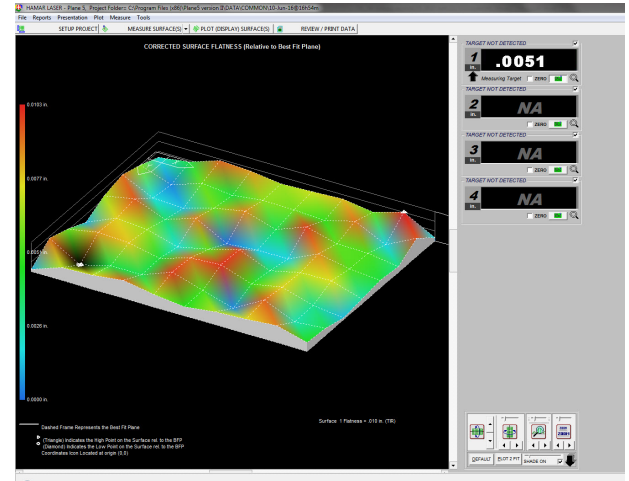 HAMAR LASER - Plane 5, Project Folder= C:\Program Files (x86)\Plane5 version II\DATA\COMMON\10-Jun-16@16h54m
File Reports Presentation Plot Measure Tools
SETUP PROJECT MEASURE SURFACE(S) PLOT (DISPLAY) SURFACE(S) REVIEW / PRINT DATA
CORRECTED SURFACE FLATNESS (Relative to Best Fit Plane)
0.0103 in.
0.0077 in.
0.0051 in.
0.0026 in.
0.0000 in.
Dashed Frame Represents the Best Fit Plane
(Triangle) Indicates the High Point on the Surface rel. to the BFP
(Diamond) Indicates the Low Point on the Surface rel. to the BFP
Coordinates Icon Located at origin (0,0)
Surface 1 Flatness = .010 in. (TIR)
TARGET NOT DETECTED
1
in.
.0051
Measuring Target ZERO
TARGET NOT DETECTED
2
in.
NA
ZERO
TARGET NOT DETECTED
3
in.
NA
ZERO
TARGET NOT DETECTED
4
in.
NA
ZERO
DEFAULT PLOT 2 FIT SHADE ON